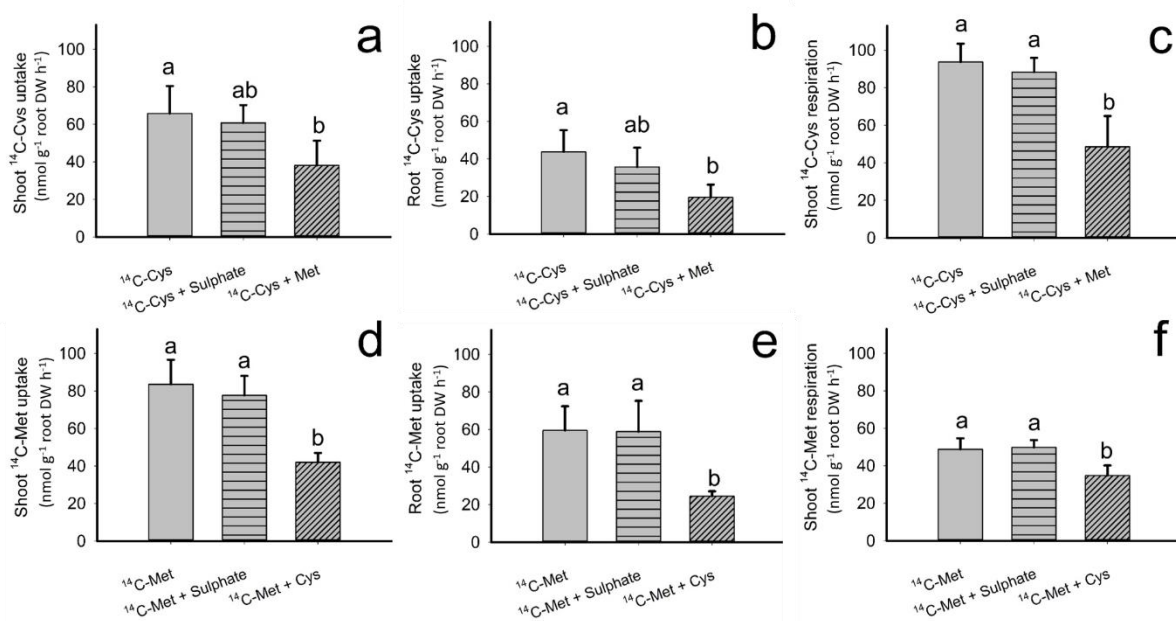 a
Shoot ¹⁴C-Cys uptake
(nmol g⁻¹ root DW h⁻¹)
100
80
60
40
20
0
a
ab
b
¹⁴C-Cys
¹⁴C-Cys + Sulphate
¹⁴C-Cys + Met
b
Root ¹⁴C-Cys uptake
(nmol g⁻¹ root DW h⁻¹)
100
80
60
40
20
0
a
ab
b
¹⁴C-Cys
¹⁴C-Cys + Sulphate
¹⁴C-Cys + Met
c
Shoot ¹⁴C-Cys respiration
(nmol g⁻¹ root DW h⁻¹)
100
80
60
40
20
0
a
a
b
¹⁴C-Cys
¹⁴C-Cys + Sulphate
¹⁴C-Cys + Met
d
Shoot ¹⁴C-Met uptake
(nmol g⁻¹ root DW h⁻¹)
100
80
60
40
20
0
a
a
b
¹⁴C-Met
¹⁴C-Met + Sulphate
¹⁴C-Met + Cys
e
Root ¹⁴C-Met uptake
(nmol g⁻¹ root DW h⁻¹)
100
80
60
40
20
0
a
a
b
¹⁴C-Met
¹⁴C-Met + Sulphate
¹⁴C-Met + Cys
f
Shoot ¹⁴C-Met respiration
(nmol g⁻¹ root DW h⁻¹)
100
80
60
40
20
0
a
a
b
¹⁴C-Met
¹⁴C-Met + Sulphate
¹⁴C-Met + Cys